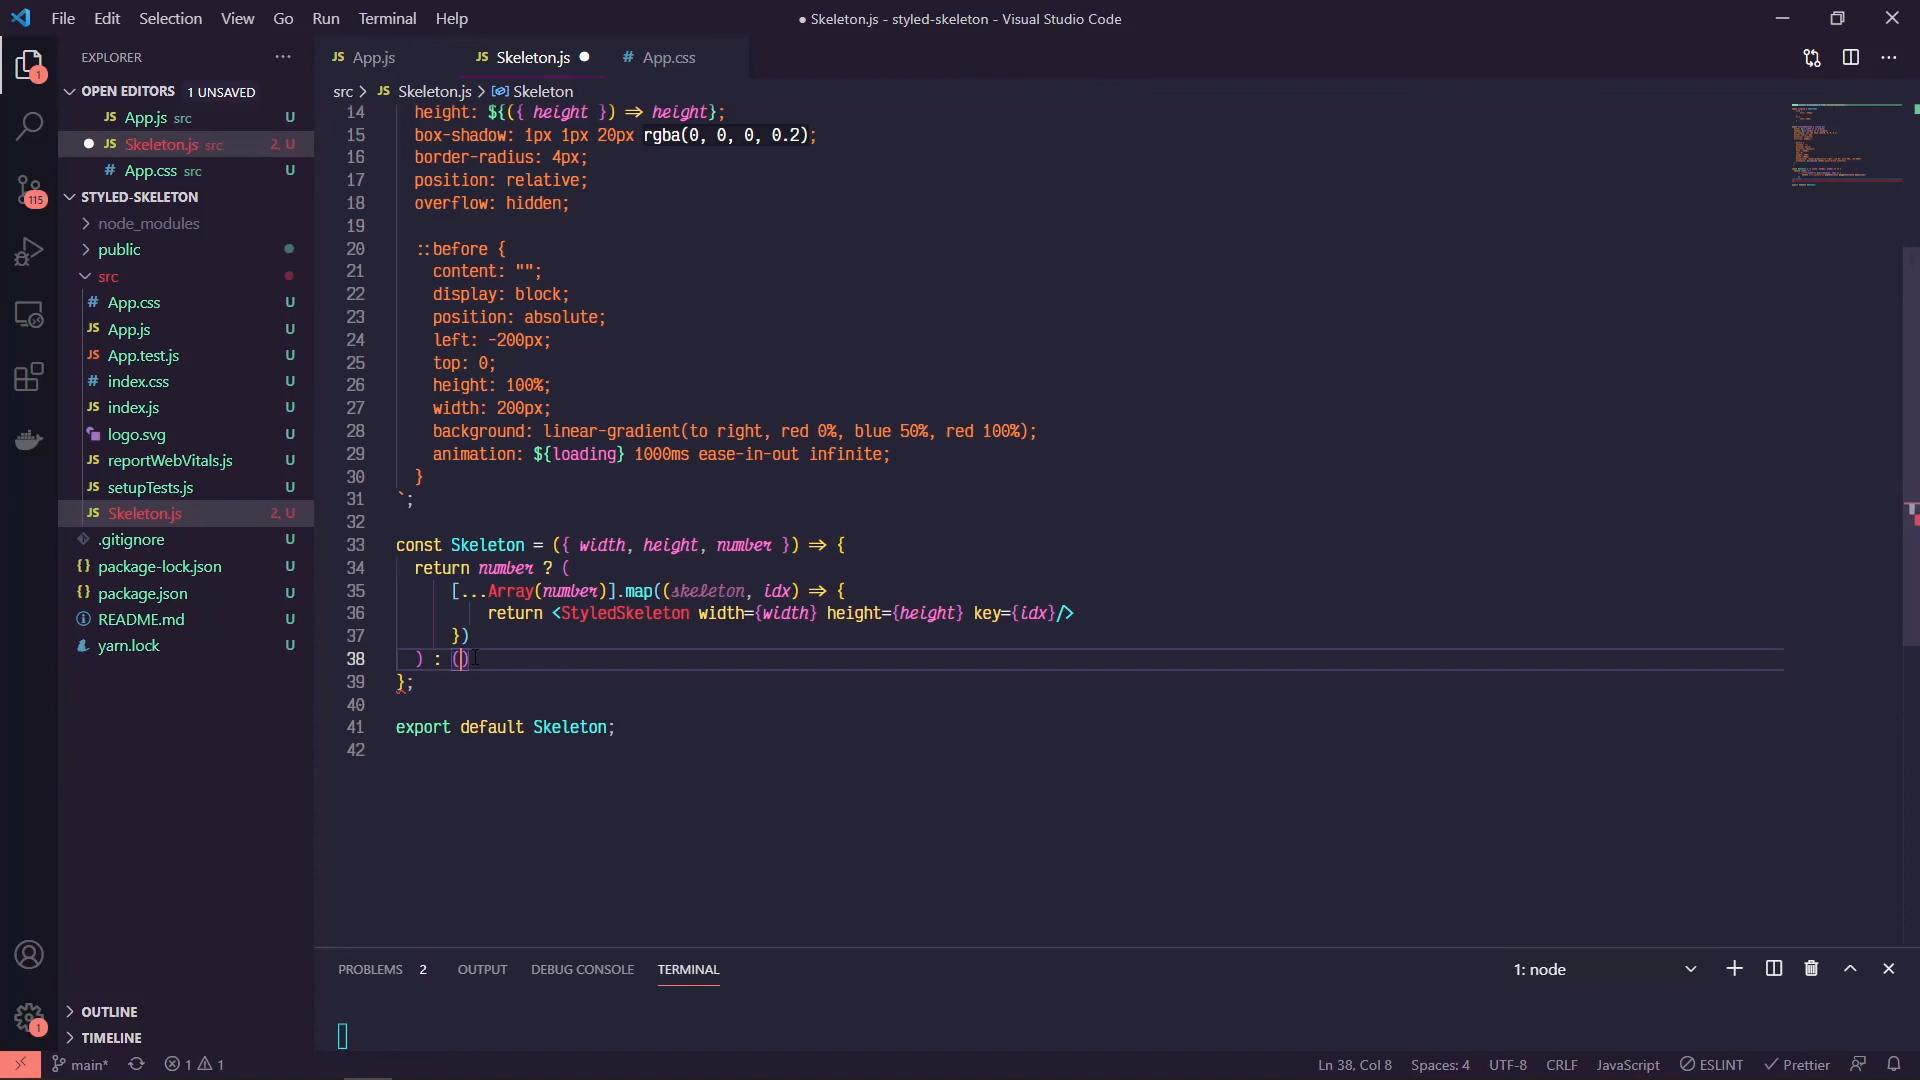 File Edit Selection View Go Run Terminal Help
● Skeleton.js - styled-skeleton - Visual Studio Code
EXPLORER
JS App.js
JS Skeleton.js ●
# App.css
OPEN EDITORS 1 UNSAVED
src > JS Skeleton.js > Skeleton
JS App.js src U
● JS Skeleton.js src 2, U
# App.css src U
STYLED-SKELETON
node_modules
public
src
# App.css U
JS App.js U
JS App.test.js U
# index.css U
JS index.js U
logo.svg U
JS reportWebVitals.js U
JS setupTests.js U
JS Skeleton.js 2, U
.gitignore U
{} package-lock.json U
{} package.json U
README.md U
yarn.lock U
OUTLINE
TIMELINE
1
115
1
14 height: ${({ height }) => height};
15 box-shadow: 1px 1px 20px rgba(0, 0, 0, 0.2);
16 border-radius: 4px;
17 position: relative;
18 overflow: hidden;
19
20 ::before {
21 content: "";
22 display: block;
23 position: absolute;
24 left: -200px;
25 top: 0;
26 height: 100%;
27 width: 200px;
28 background: linear-gradient(to right, red 0%, blue 50%, red 100%);
29 animation: ${loading} 1000ms ease-in-out infinite;
30 }
31 `;
32
33 const Skeleton = ({ width, height, number }) => {
34 return number ? (
35 [...Array(number)].map((skeleton, idx) => {
36 return <StyledSkeleton width={width} height={height} key={idx}/>
37 })
38 ) : ()
39 };
40
41 export default Skeleton;
42
PROBLEMS 2 OUTPUT DEBUG CONSOLE TERMINAL
1: node
main* 1 1
Ln 38, Col 8 Spaces: 4 UTF-8 CRLF JavaScript ESLINT Prettier